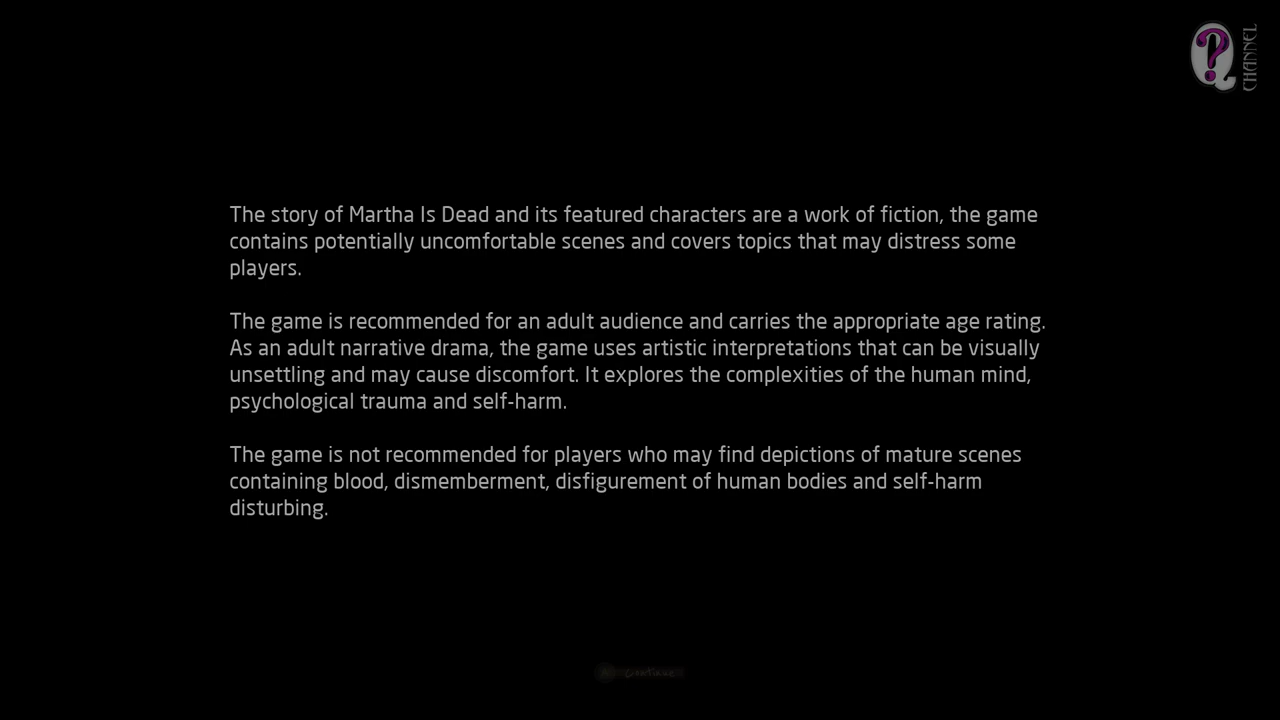 The story of Martha Is Dead and its featured characters are a work of fiction, the game
contains potentially uncomfortable scenes and covers topics that may distress some
players.
The game is recommended for an adult audience and carries the appropriate age rating.
As an adult narrative drama, the game uses artistic interpretations that can be visually
unsettling and may cause discomfort. It explores the complexities of the human mind,
psychological trauma and self-harm.
The game is not recommended for players who may find depictions of mature scenes
containing blood, dismemberment, disfigurement of human bodies and self-harm
disturbing.
Q?
CHANNEL